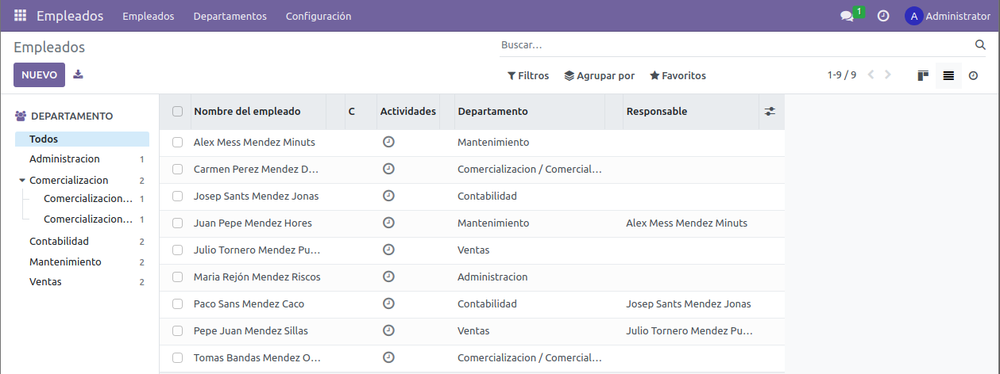 Empleados Empleados Departamentos Configuración 1 A Administrator
Empleados Buscar...
NUEVO Filtros Agrupar por Favoritos 1-9 / 9
DEPARTAMENTO
Todos
Administracion 1
Comercializacion 2
Comercializacion... 1
Comercializacion... 1
Contabilidad 2
Mantenimiento 2
Ventas 2
Nombre del empleado C Actividades Departamento Responsable
Alex Mess Mendez Minuts Mantenimiento
Carmen Perez Mendez D... Comercializacion / Comercial...
Josep Sants Mendez Jonas Contabilidad
Juan Pepe Mendez Hores Mantenimiento Alex Mess Mendez Minuts
Julio Tornero Mendez Pu... Ventas
Maria Rejón Mendez Riscos Administracion
Paco Sans Mendez Caco Contabilidad Josep Sants Mendez Jonas
Pepe Juan Mendez Sillas Ventas Julio Tornero Mendez Pu...
Tomas Bandas Mendez O... Comercializacion / Comercial...